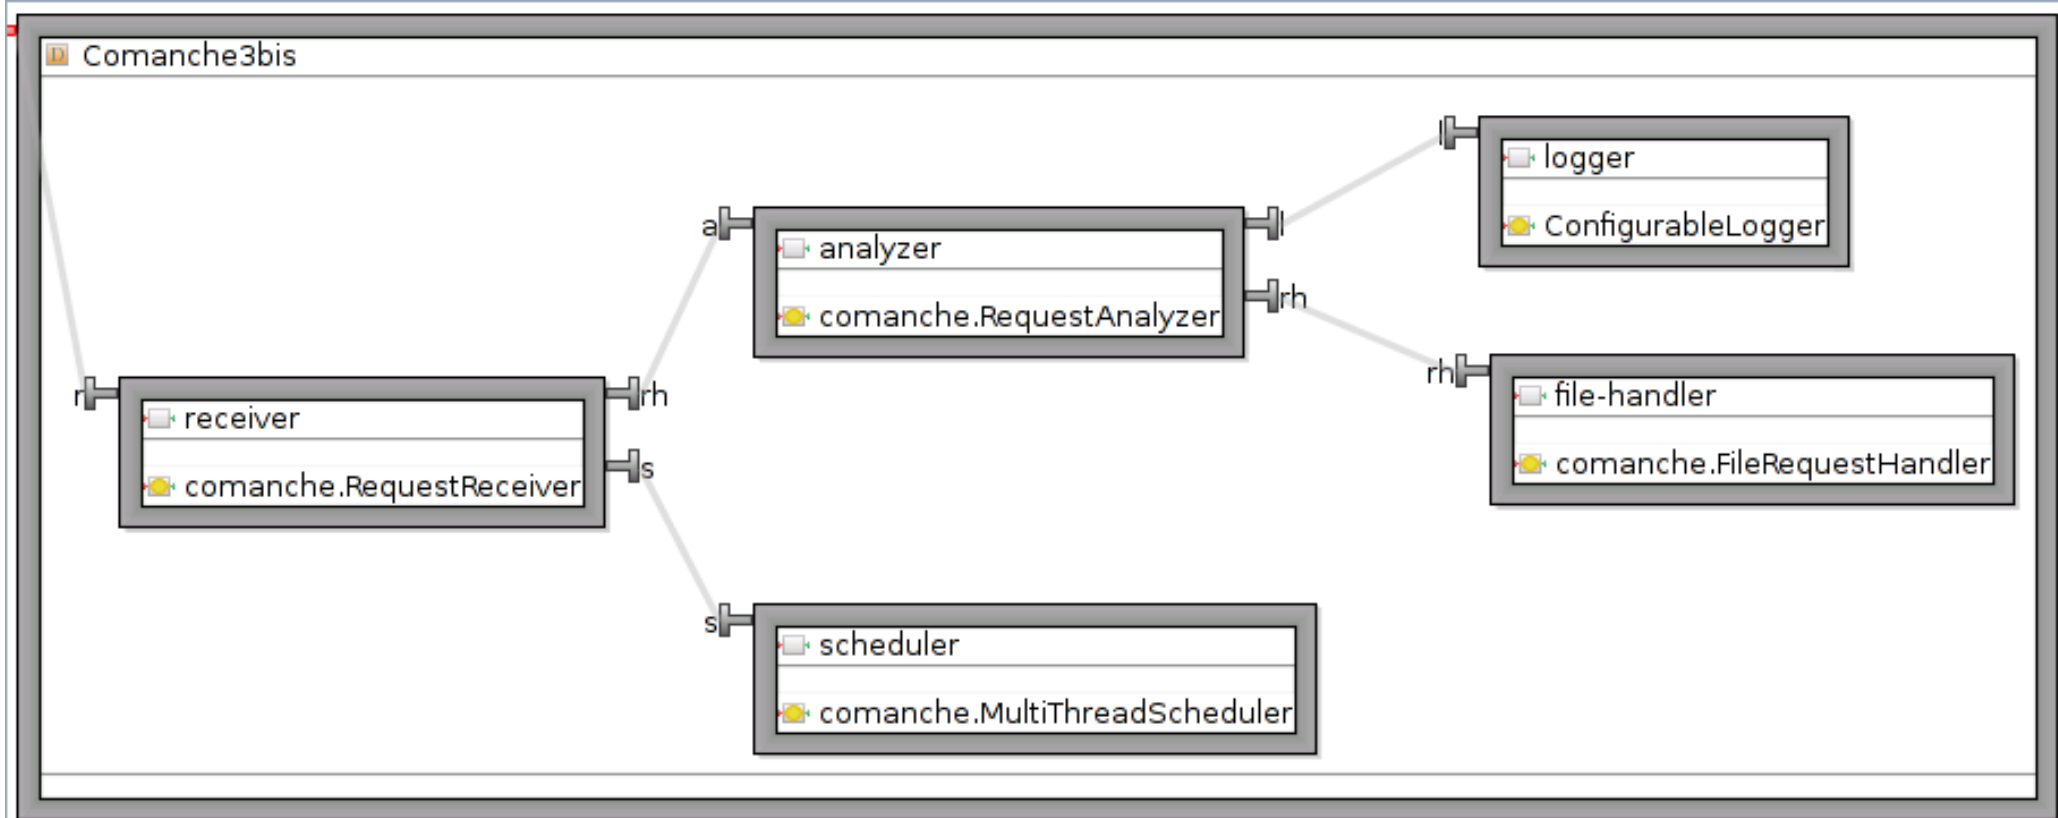 D Comanche3bis
l
logger
ConfigurableLogger
a
analyzer
comanche.RequestAnalyzer
l
rh
rh
file-handler
comanche.FileRequestHandler
r
receiver
comanche.RequestReceiver
rh
s
s
scheduler
comanche.MultiThreadScheduler